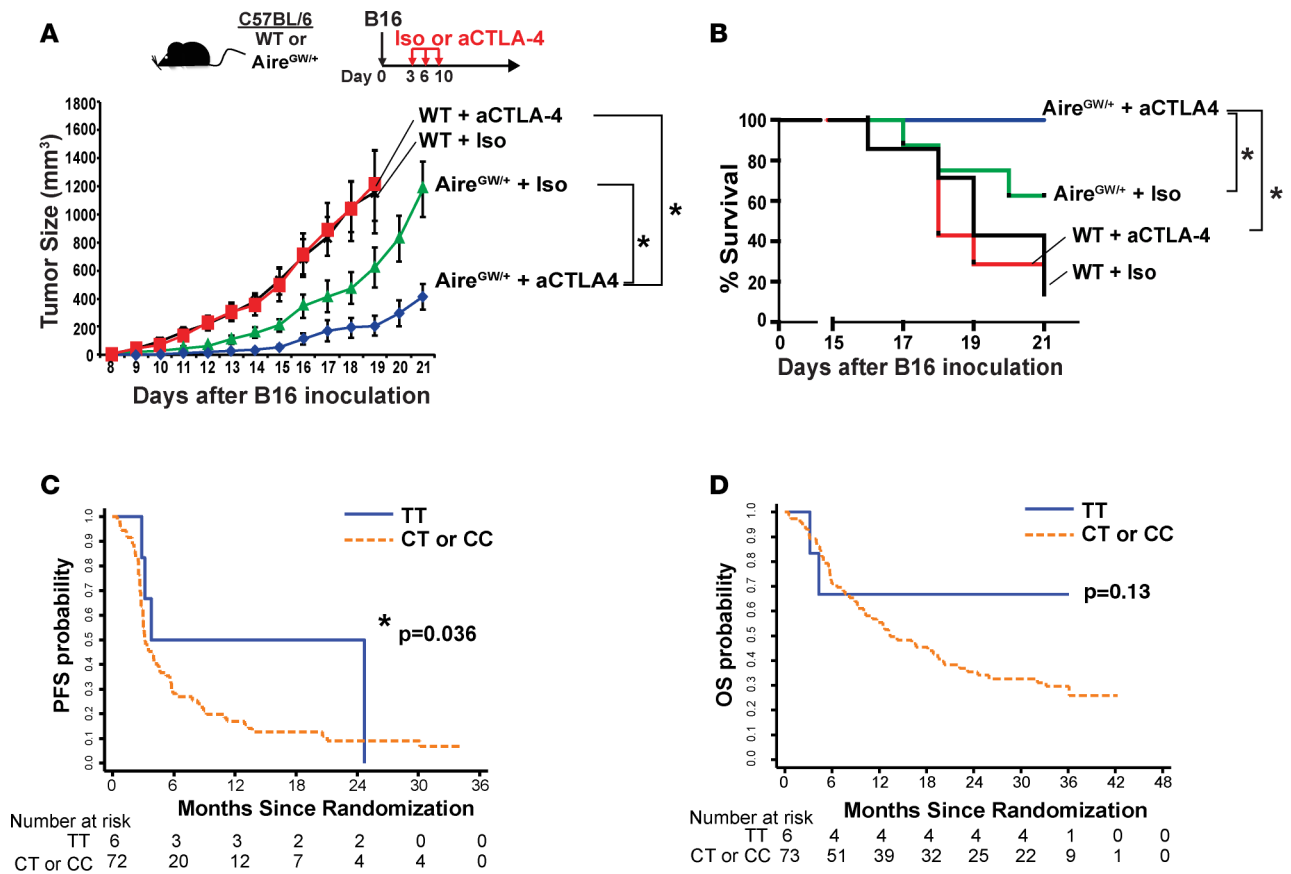 A
C57BL/6
WT or
Aire^GW/+
B16
Iso or aCTLA-4
Day 0 3 6 10
Tumor Size (mm³)
1800
1600
1400
1200
1000
800
600
400
200
0
8 9 10 11 12 13 14 15 16 17 18 19 20 21
Days after B16 inoculation
WT + aCTLA-4
WT + Iso
Aire^GW/+ + Iso
Aire^GW/+ + aCTLA4
*
*
B
% Survival
100
80
60
40
20
0
0 15 17 19 21
Days after B16 inoculation
Aire^GW/+ + aCTLA4
Aire^GW/+ + Iso
WT + aCTLA-4
WT + Iso
*
*
C
PFS probability
1.0
0.9
0.8
0.7
0.6
0.5
0.4
0.3
0.2
0.1
0.0
TT
CT or CC
* p=0.036
0 6 12 18 24 30 36
Months Since Randomization
Number at risk
TT 6 3 3 2 2 0 0
CT or CC 72 20 12 7 4 4 0
D
OS probability
1.0
0.9
0.8
0.7
0.6
0.5
0.4
0.3
0.2
0.1
0.0
TT
CT or CC
p=0.13
0 6 12 18 24 30 36 42 48
Months Since Randomization
Number at risk
TT 6 4 4 4 4 4 1 0 0
CT or CC 73 51 39 32 25 22 9 1 0